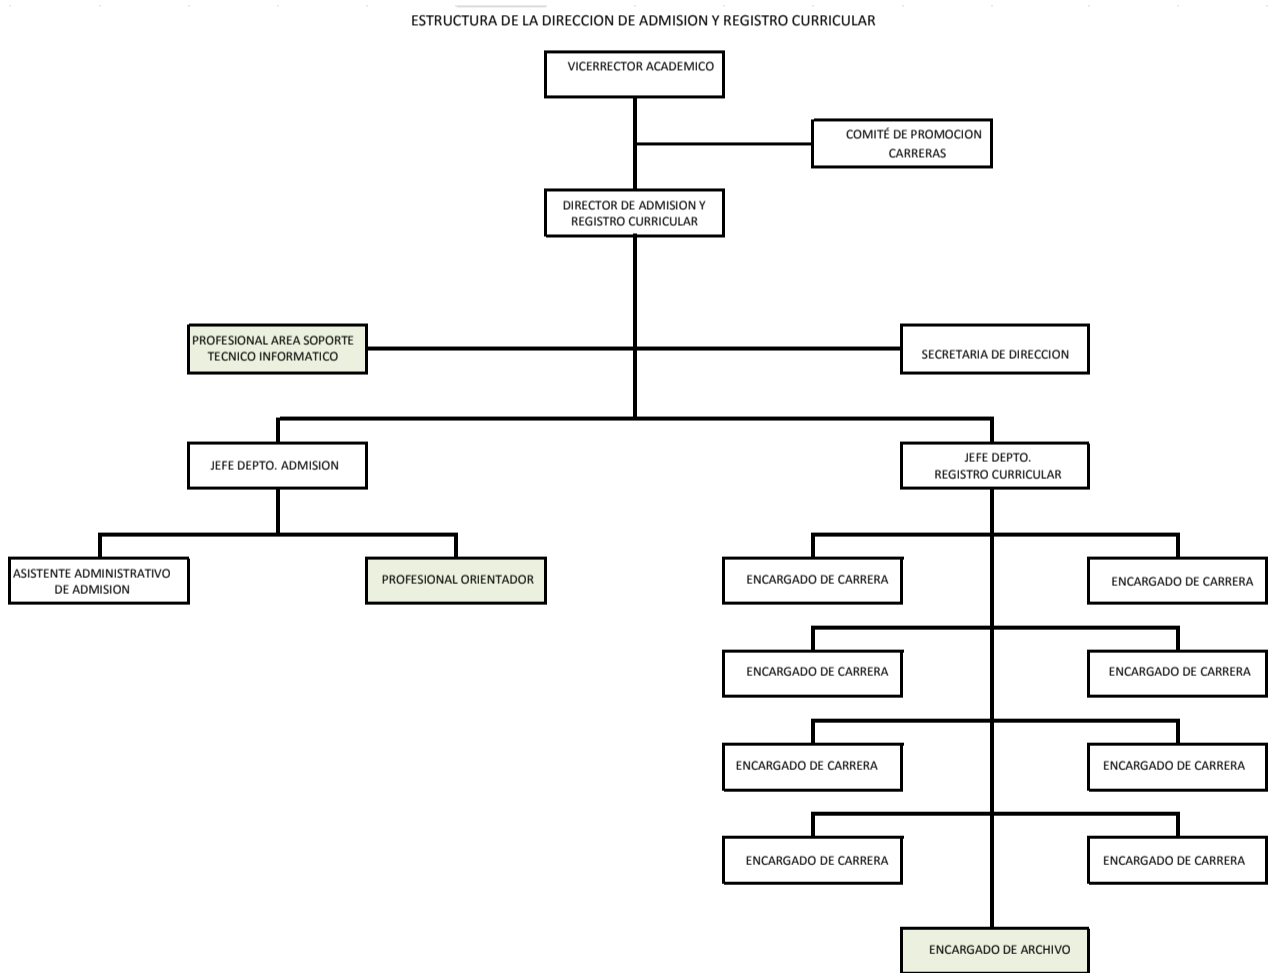 ESTRUCTURA DE LA DIRECCION DE ADMISION Y REGISTRO CURRICULAR
VICERRECTOR ACADEMICO
COMITÉ DE PROMOCION
CARRERAS
DIRECTOR DE ADMISION Y
REGISTRO CURRICULAR
PROFESIONAL AREA SOPORTE
TECNICO INFORMATICO
SECRETARIA DE DIRECCION
JEFE DEPTO. ADMISION
JEFE DEPTO.
REGISTRO CURRICULAR
ASISTENTE ADMINISTRATIVO
DE ADMISION
PROFESIONAL ORIENTADOR
ENCARGADO DE CARRERA
ENCARGADO DE CARRERA
ENCARGADO DE CARRERA
ENCARGADO DE CARRERA
ENCARGADO DE CARRERA
ENCARGADO DE CARRERA
ENCARGADO DE CARRERA
ENCARGADO DE CARRERA
ENCARGADO DE ARCHIVO